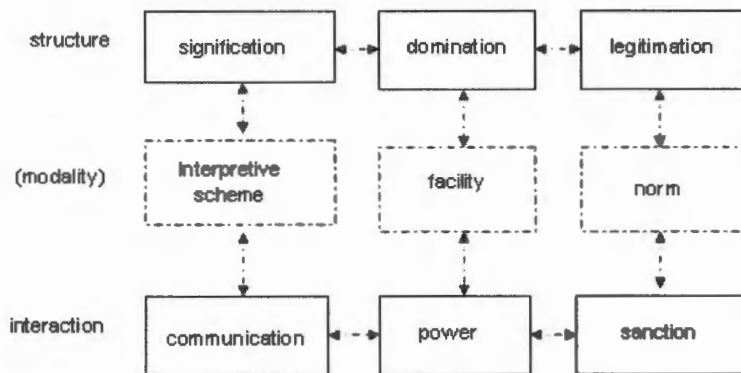 structure
signification
domination
legitimation
(modality)
Interpretive
scheme
facility
norm
interaction
communication
power
sanction